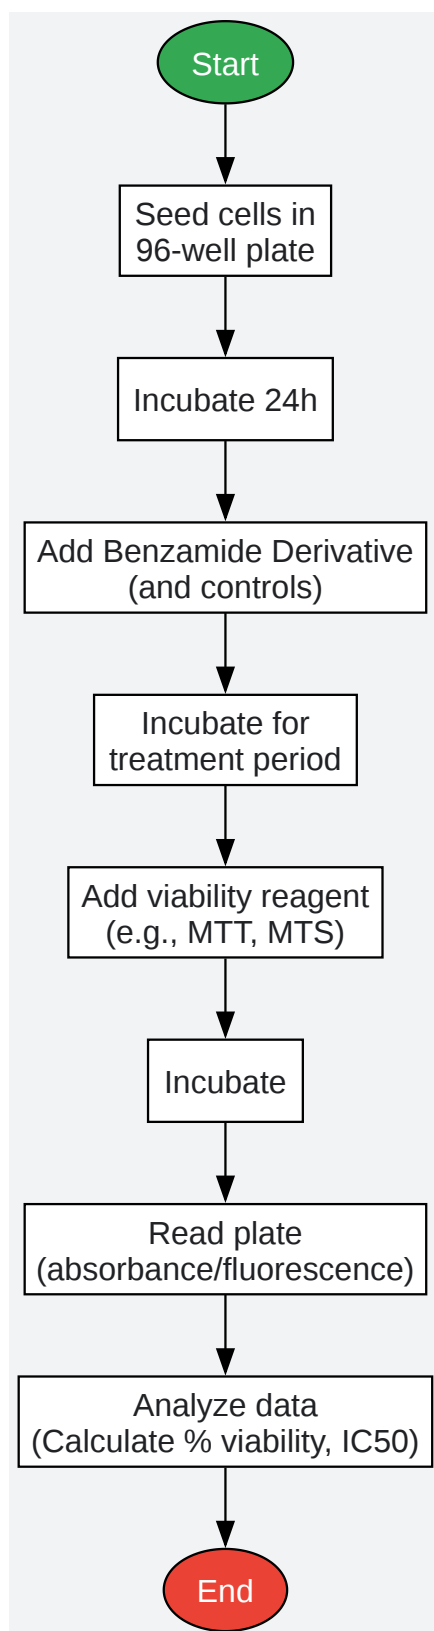 Start
Seed cells in
96-well plate
Incubate 24h
Add Benzamide Derivative
(and controls)
Incubate for
treatment period
Add viability reagent
(e.g., MTT, MTS)
Incubate
Read plate
(absorbance/fluorescence)
Analyze data
(Calculate % viability, IC50)
End